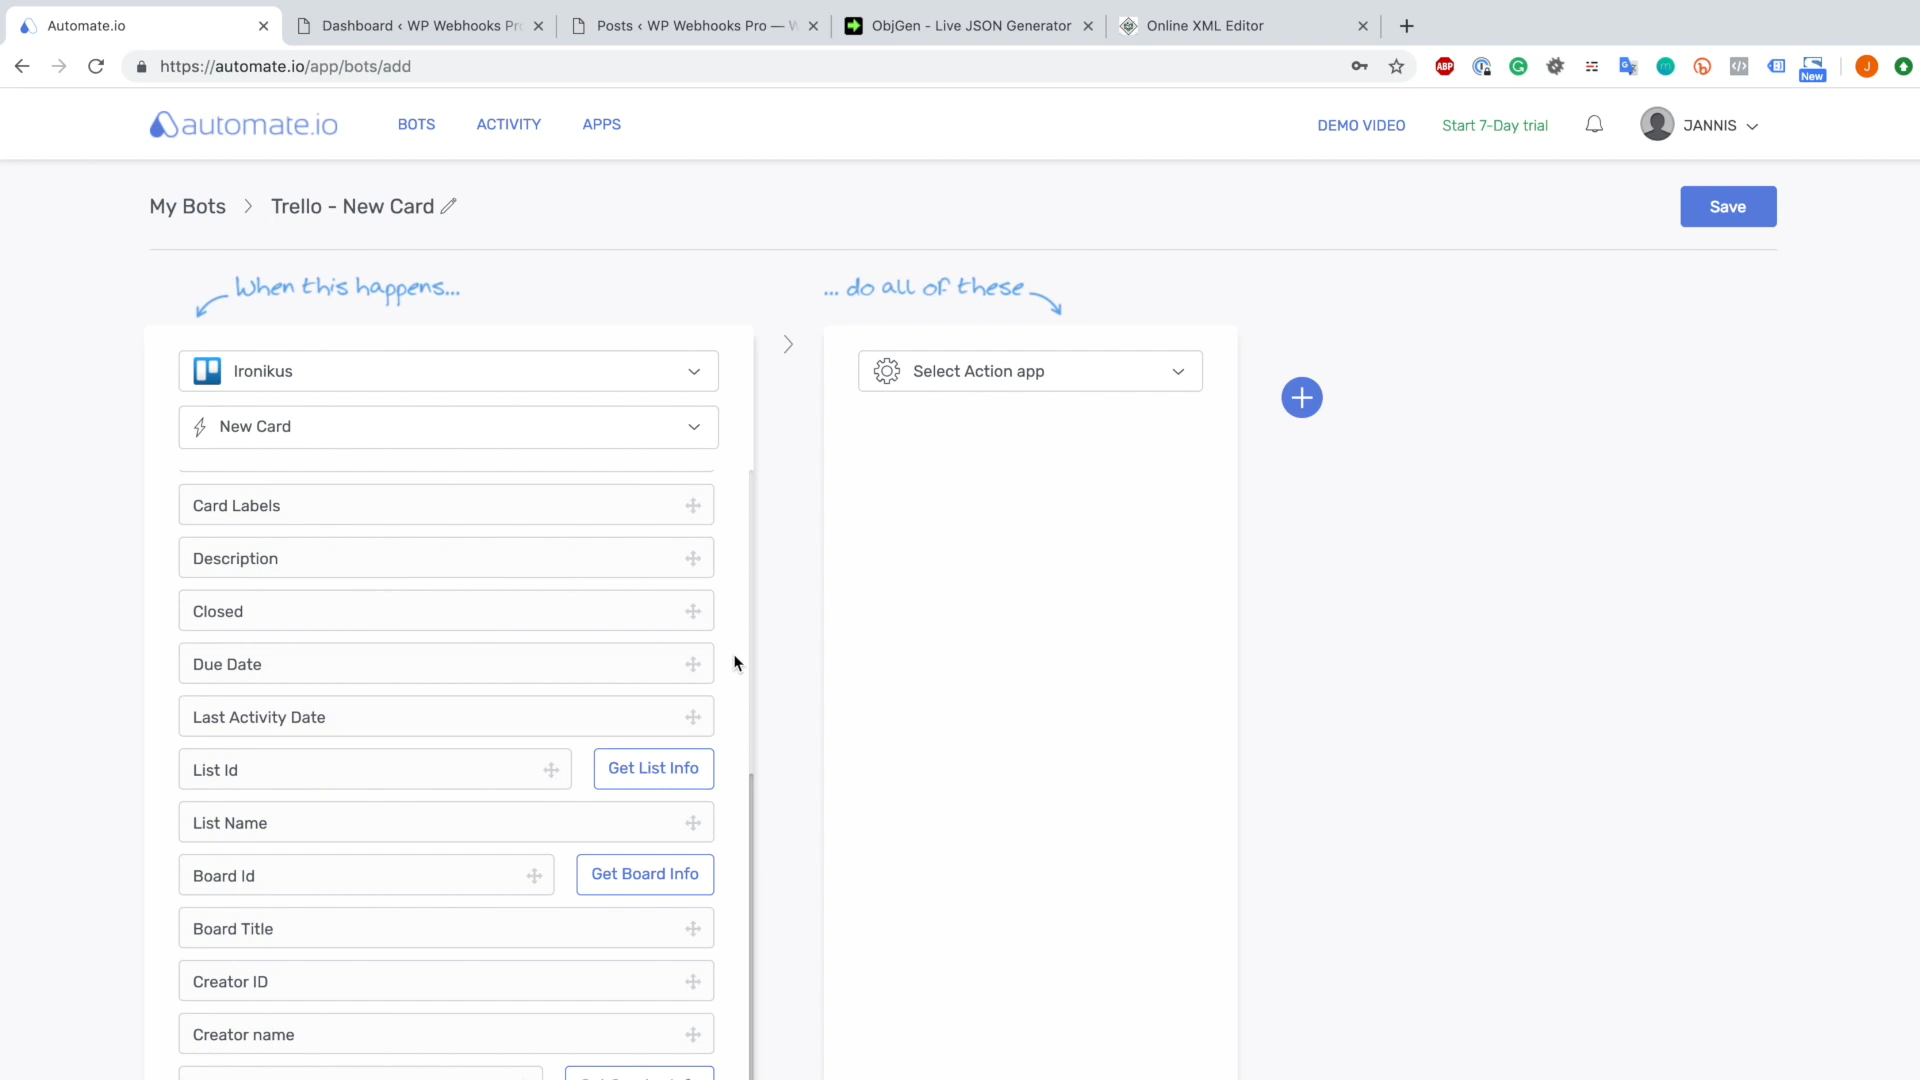 Automate.io
Dashboard ‹ WP Webhooks Pr
Posts ‹ WP Webhooks Pro —
ObjGen - Live JSON Generator
Online XML Editor
https://automate.io/app/bots/add
ABP
New
J
automate.io
BOTS
ACTIVITY
APPS
DEMO VIDEO
Start 7-Day trial
JANNIS
My Bots > Trello - New Card
Save
When this happens...
... do all of these
Ironikus
Select Action app
New Card
Card Labels
Description
Closed
Due Date
Last Activity Date
List Id
Get List Info
List Name
Board Id
Get Board Info
Board Title
Creator ID
Creator name